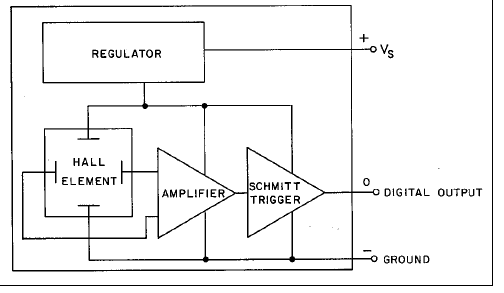 REGULATOR
+
Vs
HALL
ELEMENT
AMPLIFIER
SCHMITT
TRIGGER
O
DIGITAL OUTPUT
−
GROUND